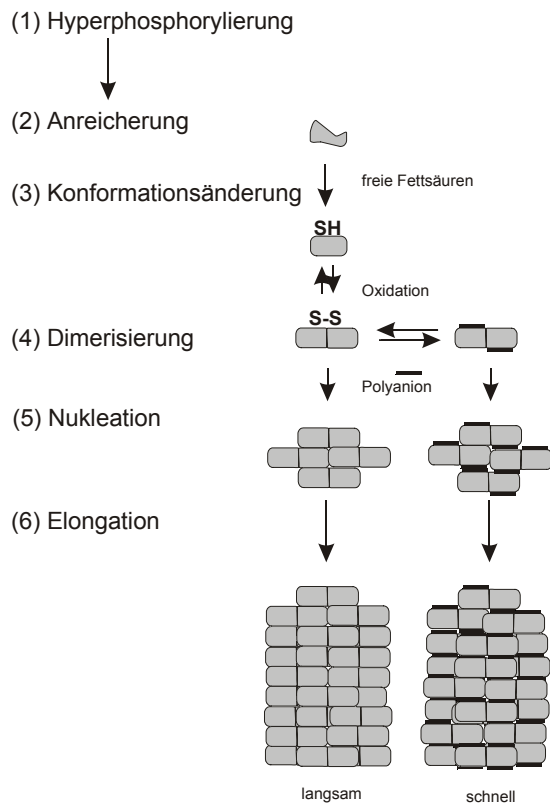 (1) Hyperphosphorylierung
(2) Anreicherung
freie Fettsäuren
(3) Konformationsänderung
SH
Oxidation
S-S
(4) Dimerisierung
Polyanion
(5) Nukleation
(6) Elongation
langsam
schnell